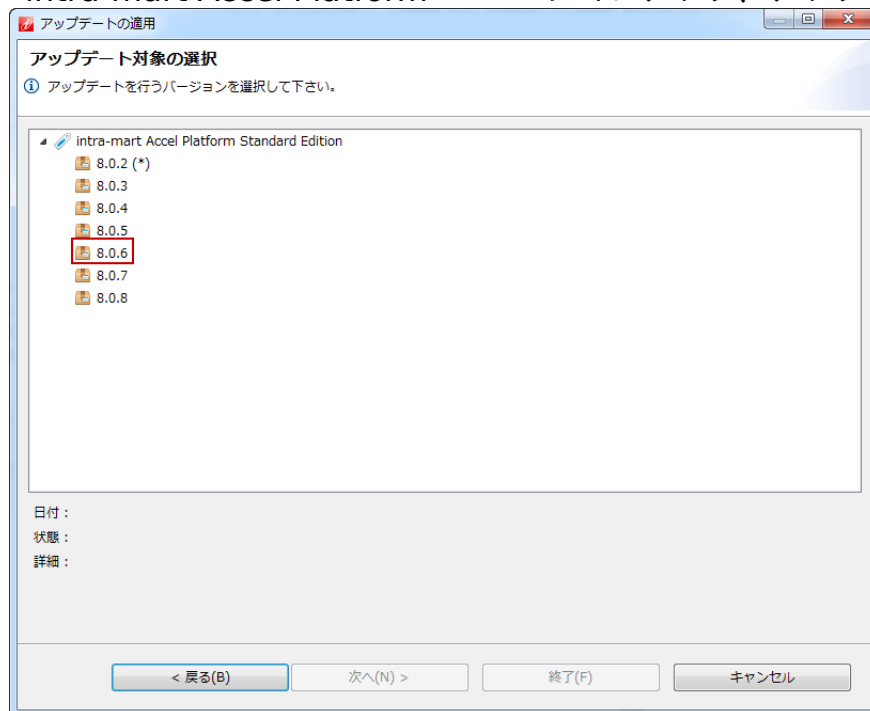 アップデートの適用
アップデート対象の選択
アップデートを行うバージョンを選択して下さい。
intra-mart Accel Platform Standard Edition
8.0.2 (*)
8.0.3
8.0.4
8.0.5
8.0.6
8.0.7
8.0.8
日付：
状態：
詳細：
< 戻る(B) 次へ(N) > 終了(F) キャンセル